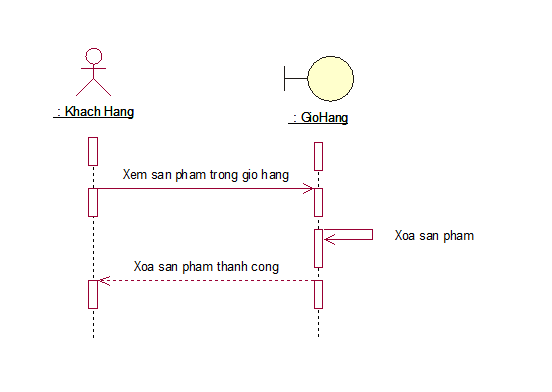 : Khach Hang
: GioHang
Xem san pham trong gio hang
Xoa san pham
Xoa san pham thanh cong